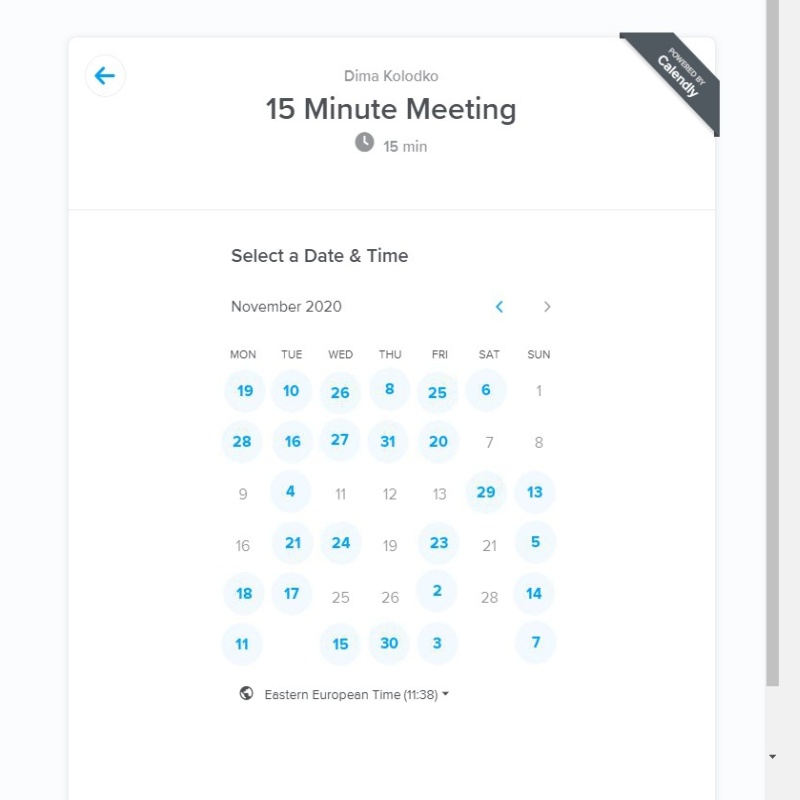 POWERED BY
Calendly
Dima Kolodko
15 Minute Meeting
15 min
Select a Date & Time
November 2020
MON TUE WED THU FRI SAT SUN
19 10 26 8 25 6 1
28 16 27 31 20 7 8
9 4 11 12 13 29 13
16 21 24 19 23 21 5
18 17 25 26 2 28 14
11 15 30 3 7
Eastern European Time (11:38)